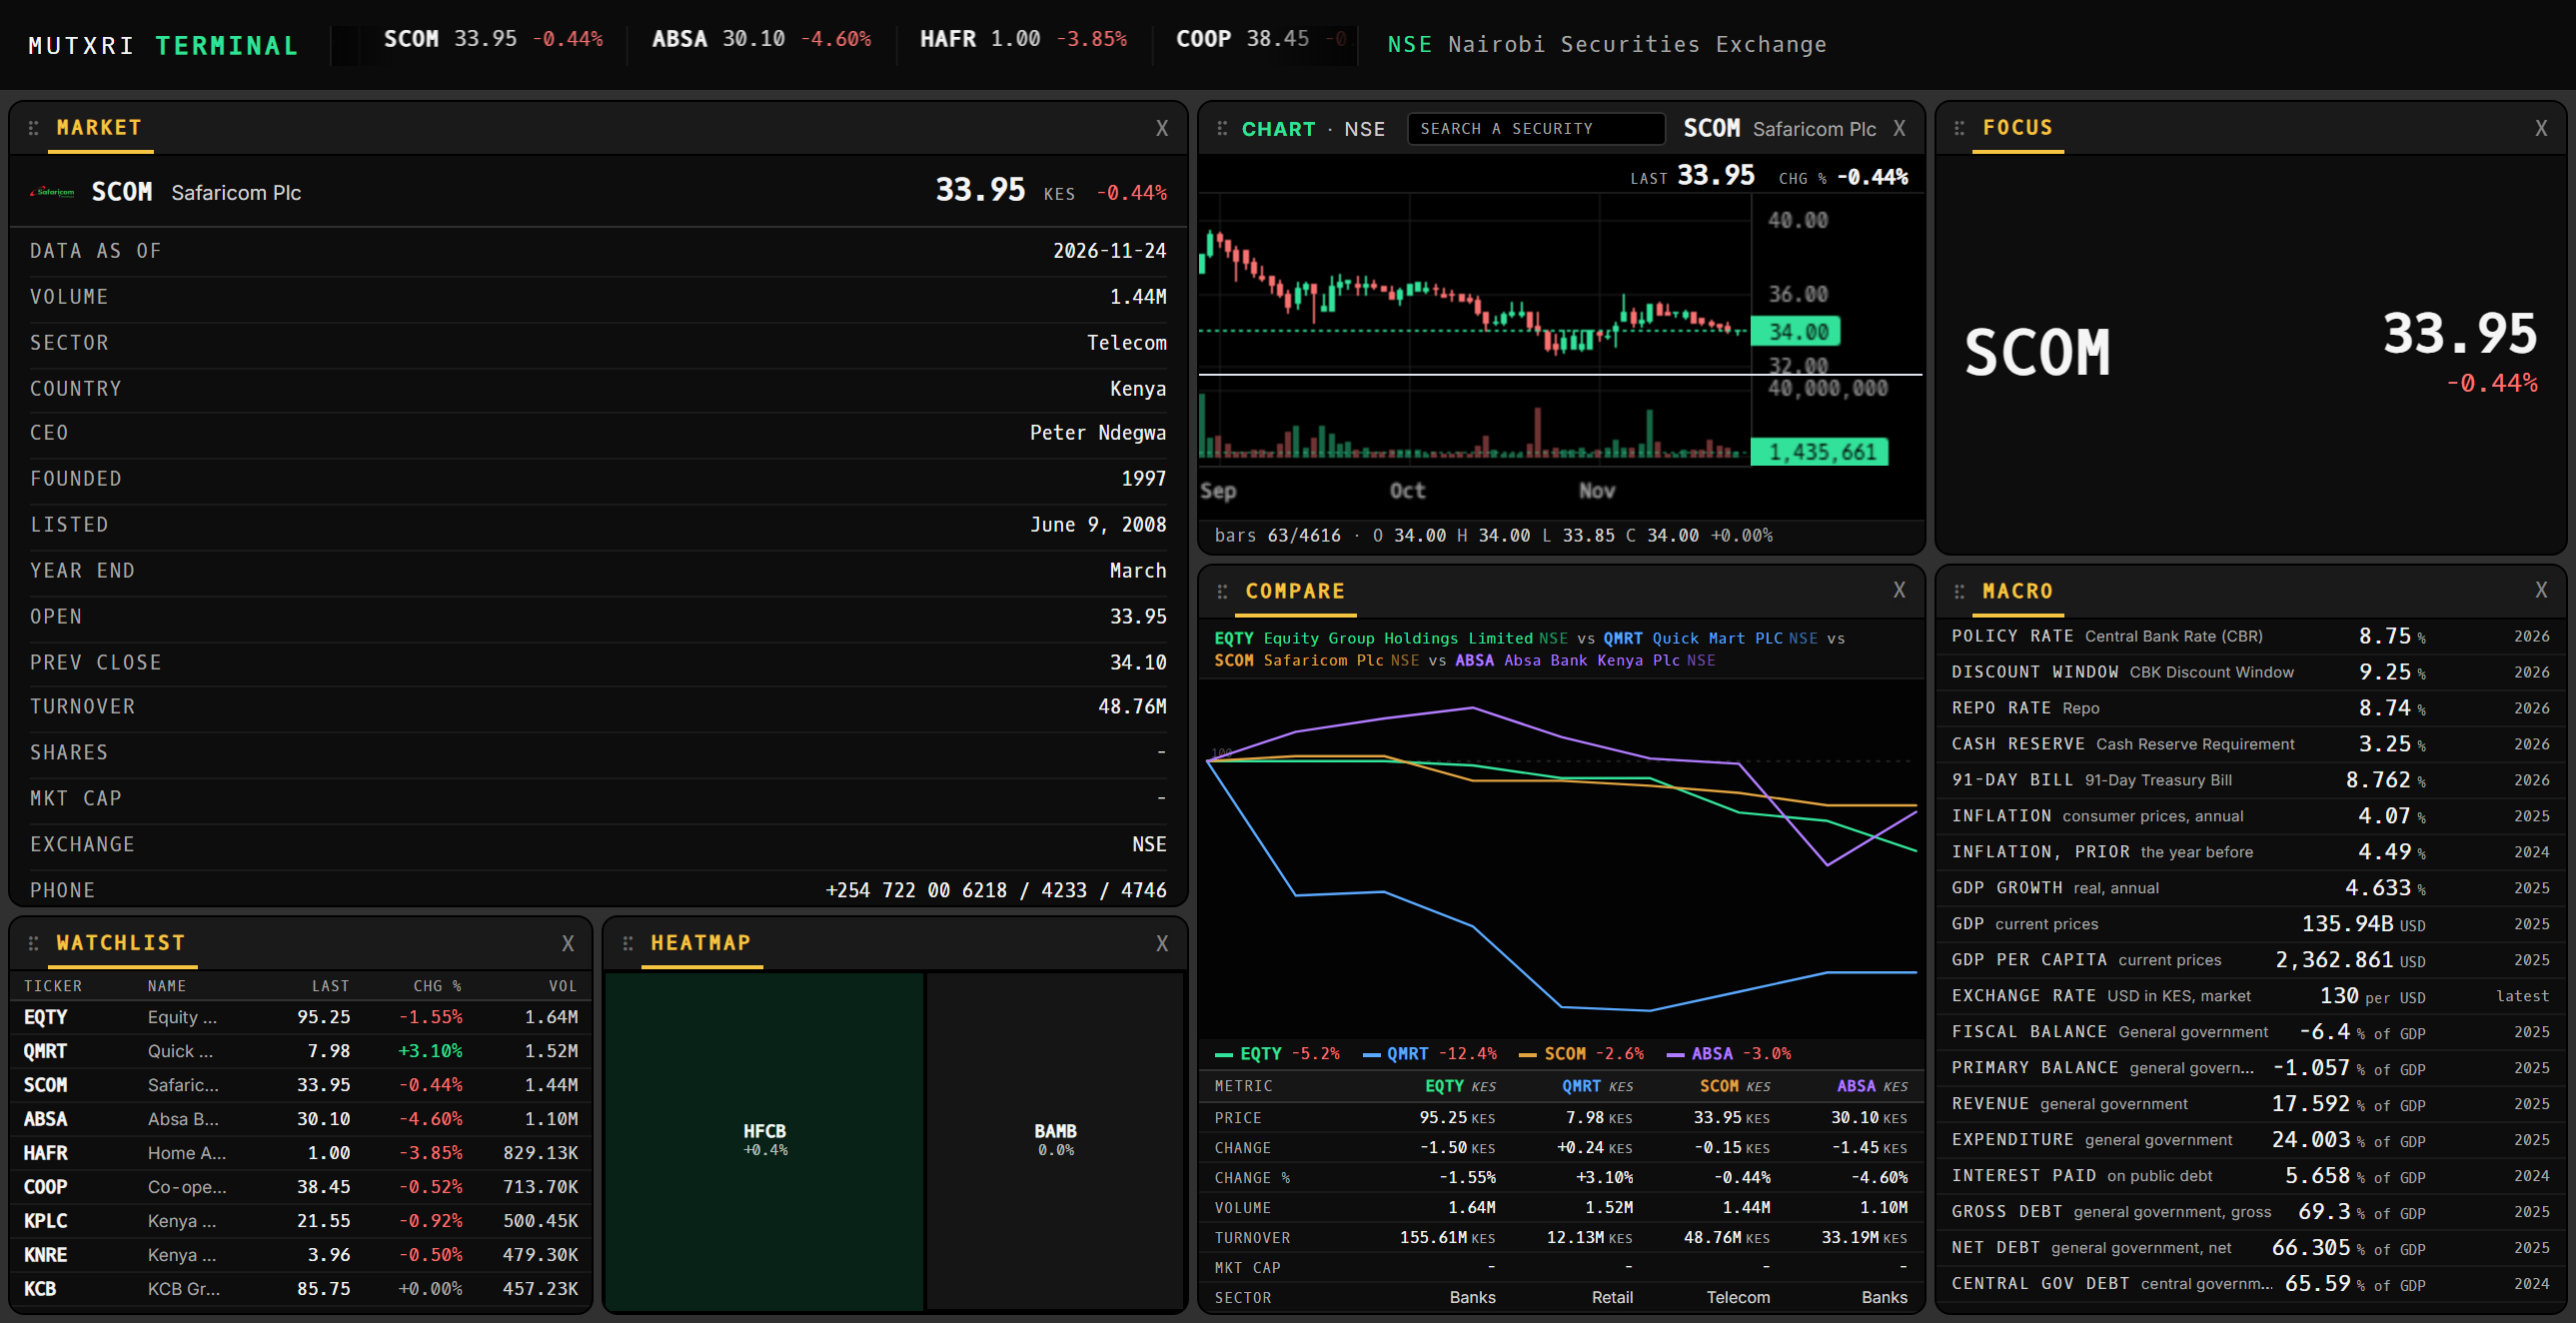 MUTXRI TERMINAL
SCOM 33.95 -0.44% ABSA 30.10 -4.60% HAFR 1.00 -3.85% COOP 38.45 -0.
NSE Nairobi Securities Exchange
MARKET X
Safaricom SCOM Safaricom Plc 33.95 KES -0.44%
DATA AS OF 2026-11-24
VOLUME 1.44M
SECTOR Telecom
COUNTRY Kenya
CEO Peter Ndegwa
FOUNDED 1997
LISTED June 9, 2008
YEAR END March
OPEN 33.95
PREV CLOSE 34.10
TURNOVER 48.76M
SHARES -
MKT CAP -
EXCHANGE NSE
PHONE +254 722 00 6218 / 4233 / 4746
CHART · NSE SEARCH A SECURITY SCOM Safaricom Plc X
LAST 33.95 CHG % -0.44%
40.00
36.00
34.00
32.00
40,000,000
1,435,661
Sep Oct Nov
bars 63/4616 · O 34.00 H 34.00 L 33.85 C 34.00 +0.00%
FOCUS X
SCOM 33.95
-0.44%
WATCHLIST X
TICKER NAME LAST CHG % VOL
EQTY Equity ... 95.25 -1.55% 1.64M
QMRT Quick ... 7.98 +3.10% 1.52M
SCOM Safaric... 33.95 -0.44% 1.44M
ABSA Absa B... 30.10 -4.60% 1.10M
HAFR Home A... 1.00 -3.85% 829.13K
COOP Co-ope... 38.45 -0.52% 713.70K
KPLC Kenya ... 21.55 -0.92% 500.45K
KNRE Kenya ... 3.96 -0.50% 479.30K
KCB KCB Gr... 85.75 +0.00% 457.23K
HEATMAP X
HFCB BAMB
+0.4% 0.0%
COMPARE X
EQTY Equity Group Holdings Limited NSE vs QMRT Quick Mart PLC NSE vs
SCOM Safaricom Plc NSE vs ABSA Absa Bank Kenya Plc NSE
100
EQTY -5.2% QMRT -12.4% SCOM -2.6% ABSA -3.0%
METRIC EQTY KES QMRT KES SCOM KES ABSA KES
PRICE 95.25 KES 7.98 KES 33.95 KES 30.10 KES
CHANGE -1.50 KES +0.24 KES -0.15 KES -1.45 KES
CHANGE % -1.55% +3.10% -0.44% -4.60%
VOLUME 1.64M 1.52M 1.44M 1.10M
TURNOVER 155.61M KES 12.13M KES 48.76M KES 33.19M KES
MKT CAP - - - -
SECTOR Banks Retail Telecom Banks
MACRO X
POLICY RATE Central Bank Rate (CBR) 8.75 % 2026
DISCOUNT WINDOW CBK Discount Window 9.25 % 2026
REPO RATE Repo 8.74 % 2026
CASH RESERVE Cash Reserve Requirement 3.25 % 2026
91-DAY BILL 91-Day Treasury Bill 8.762 % 2026
INFLATION consumer prices, annual 4.07 % 2025
INFLATION, PRIOR the year before 4.49 % 2024
GDP GROWTH real, annual 4.633 % 2025
GDP current prices 135.94B USD 2025
GDP PER CAPITA current prices 2,362.861 USD 2025
EXCHANGE RATE USD in KES, market 130 per USD latest
FISCAL BALANCE General government -6.4 % of GDP 2025
PRIMARY BALANCE general govern... -1.057 % of GDP 2025
REVENUE general government 17.592 % of GDP 2025
EXPENDITURE general government 24.003 % of GDP 2025
INTEREST PAID on public debt 5.658 % of GDP 2024
GROSS DEBT general government, gross 69.3 % of GDP 2025
NET DEBT general government, net 66.305 % of GDP 2025
CENTRAL GOV DEBT central governm... 65.59 % of GDP 2024